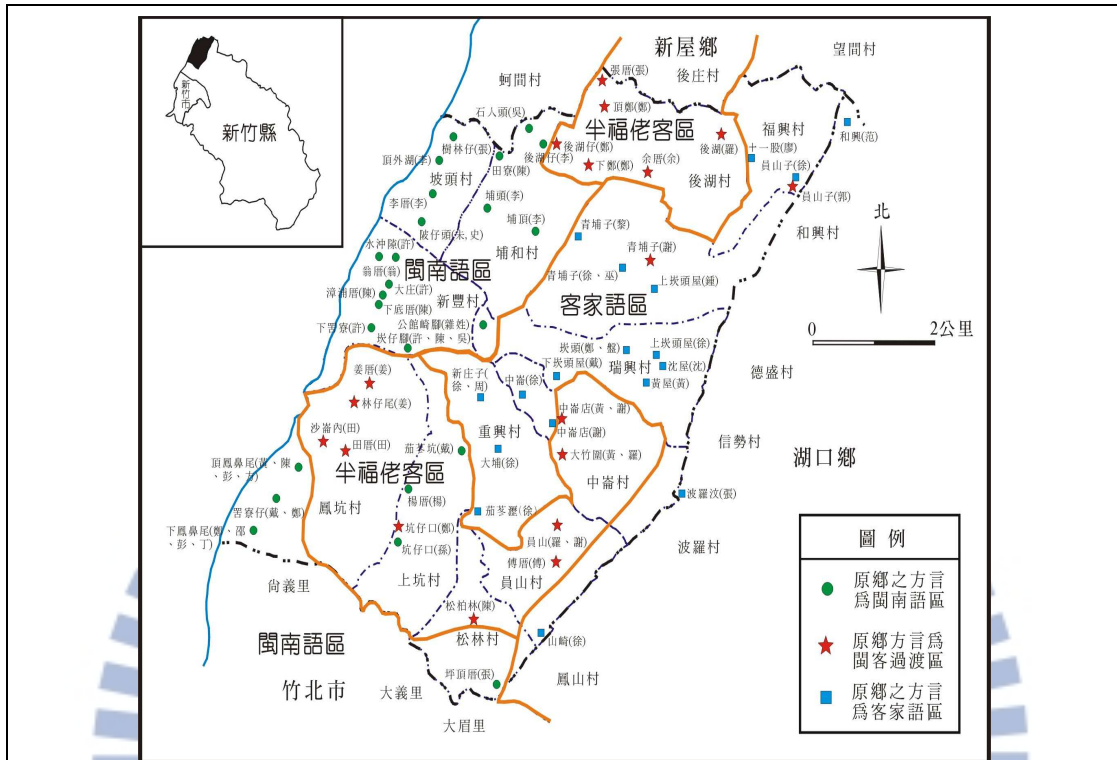 新竹市
新竹縣
新屋鄉
望間村
後庄村
蚵間村
張厝(張)
石人頭(吳)
頂鄭(鄭)
半福佬客區
福興村
和興(范)
樹林仔(張)
後湖仔(鄭)
後湖(羅)
十一股(廖)
頂外湖(李)
田寮(陳)
後湖仔(李)
下鄭(鄭)
余厝(余)
員山子(徐)
坡頭村
後湖村
員山子(郭)
李厝(李)
埔頭(李)
北
陂仔頭(朱,史)
埔頂(李)
青埔子(黎)
和興村
水沖陸(許)
埔和村
青埔子(謝)
翁厝(翁)
閩南語區
青埔子(徐、巫)
上崁頭屋(鍾)
大庄(許)
漳浦厝(陳)
新豐村
客家語區
下底厝(陳)
0
2公里
下罟寮(許)
公館崎腳(雜姓)
崁仔腳(許、陳、吳)
崁頭(鄭、盤)
上崁頭屋(徐)
下崁頭屋(戴)
瑞興村
沈屋(沈)
德盛村
姜厝(姜)
新庄子(
徐、周)
中崙(徐)
黃屋(黃)
林仔尾(姜)
中崙店(黃、謝)
沙崙內(田)
重興村
中崙店(謝)
信勢村
田厝(田)
茄苳坑(戴)
大埔(徐)
大竹圍(黃、羅)
湖口鄉
頂鳳鼻尾(黃、陳
、彭、方)
半福佬客區
中崙村
楊厝(楊)
波羅汶(張)
罟寮仔(戴、鄭)
鳳坑村
茄苳瀝(徐)
下鳳鼻尾(鄭、邵
、彭、丁)
坑仔口(鄭)
員山(羅、謝)
坑仔口(孫)
波羅村
傅厝(傅)
尚義里
上坑村
員山村
松柏林(陳)
閩南語區
松林村
山崎(徐)
竹北市
坪頂厝(張)
鳳山村
大義里
大眉里
圖例
原鄉之方言
為閩南語區
原鄉方言為
閩客過渡區
原鄉之方言
為客家語區